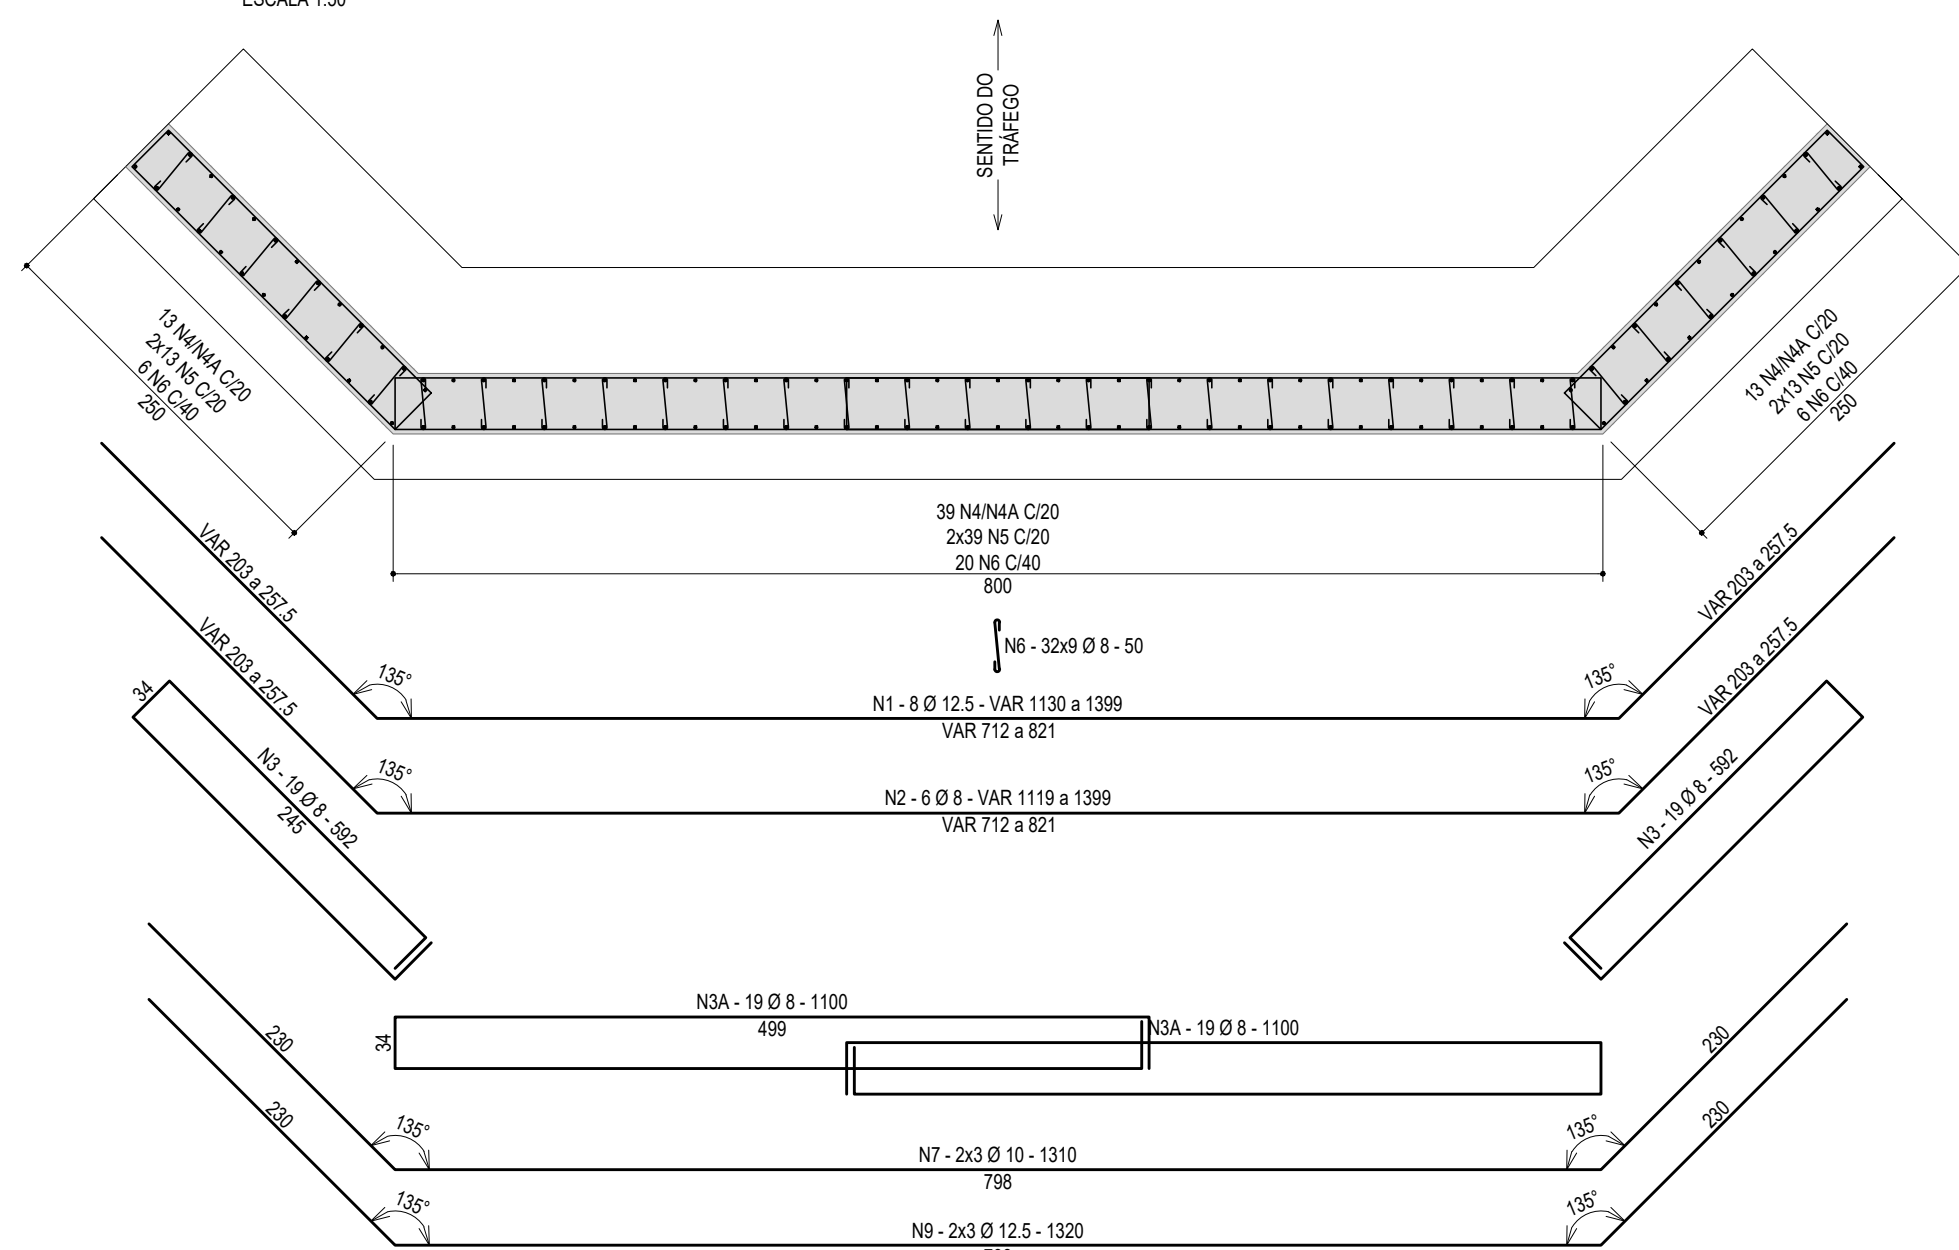 ESCALA 1:50
SENTIDO DO
TRÁFEGO
13 N4/N4A C/20
2x13 N5 C/20
6 N6 C/40
250
13 N4/N4A C/20
2x13 N5 C/20
6 N6 C/40
250
39 N4/N4A C/20
2x39 N5 C/20
20 N6 C/40
800
VAR 203 a 257.5
VAR 203 a 257.5
N6 - 32x9 Ø 8 - 50
135°
135°
N1 - 8 Ø 12.5 - VAR 1130 a 1399
VAR 712 a 821
VAR 203 a 257.5
VAR 203 a 257.5
135°
135°
N2 - 6 Ø 8 - VAR 1119 a 1399
VAR 712 a 821
34
N3 - 19 Ø 8 - 592
245
N3 - 19 Ø 8 - 592
N3A - 19 Ø 8 - 1100
499
34
N3A - 19 Ø 8 - 1100
230
230
135°
135°
N7 - 2x3 Ø 10 - 1310
798
230
230
135°
135°
N9 - 2x3 Ø 12.5 - 1320